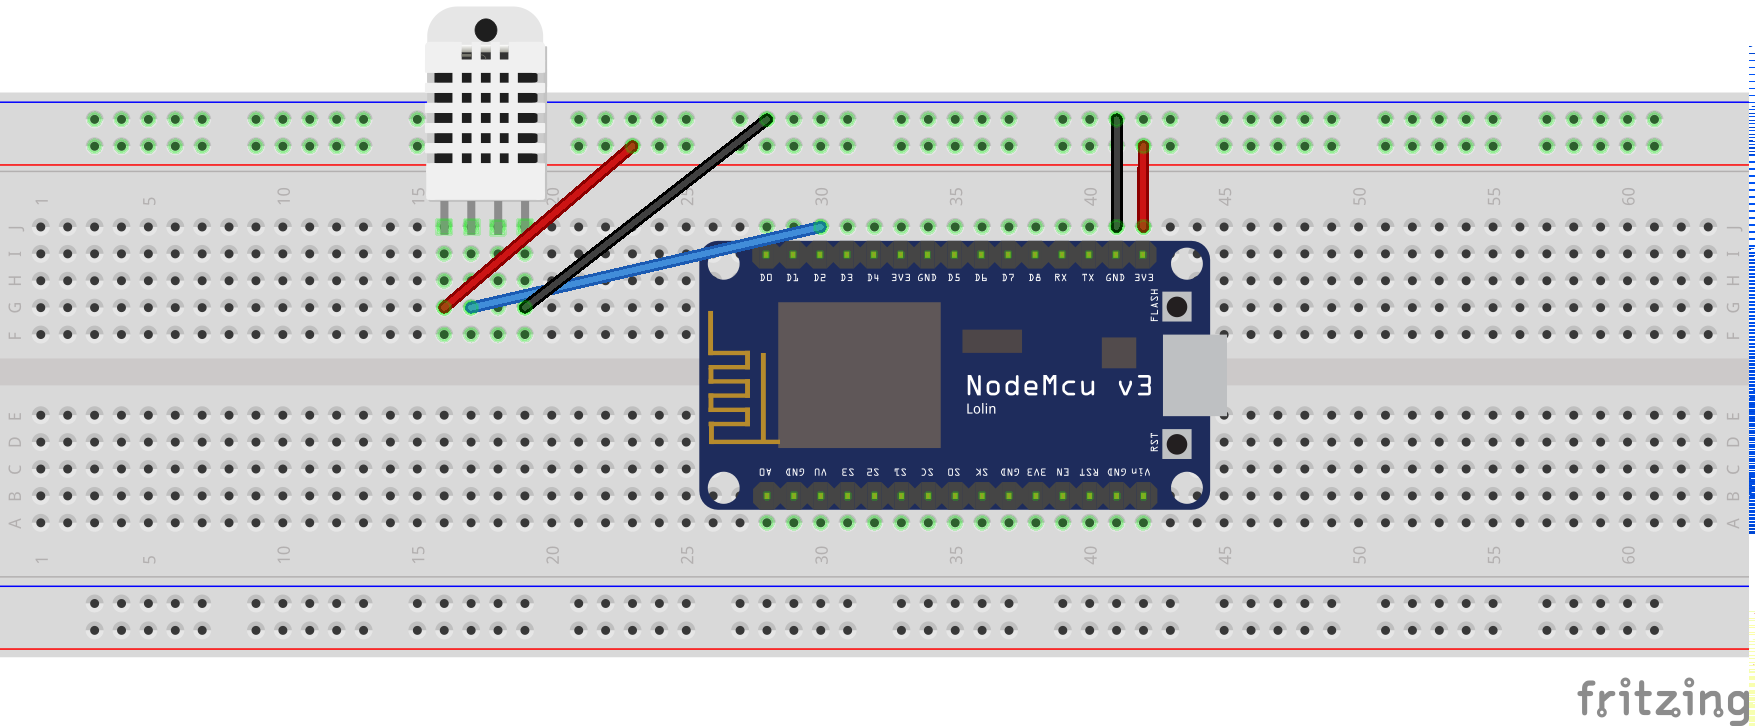 1 5 10 15 20 25 30 35 40 45 50 55 60
J J
I I
H H
G G
F F
D0 D1 D2 D3 D4 3V3 GND D5 D6 D7 D8 RX TX GND 3V3
FLASH
NodeMcu v3
Lolin
RST
A0 GND VU S3 S2 S1 SC SO SK GND 3V3 EN RST GND Vin
E E
D D
C C
B B
A A
1 5 10 15 20 25 30 35 40 45 50 55 60
fritzing